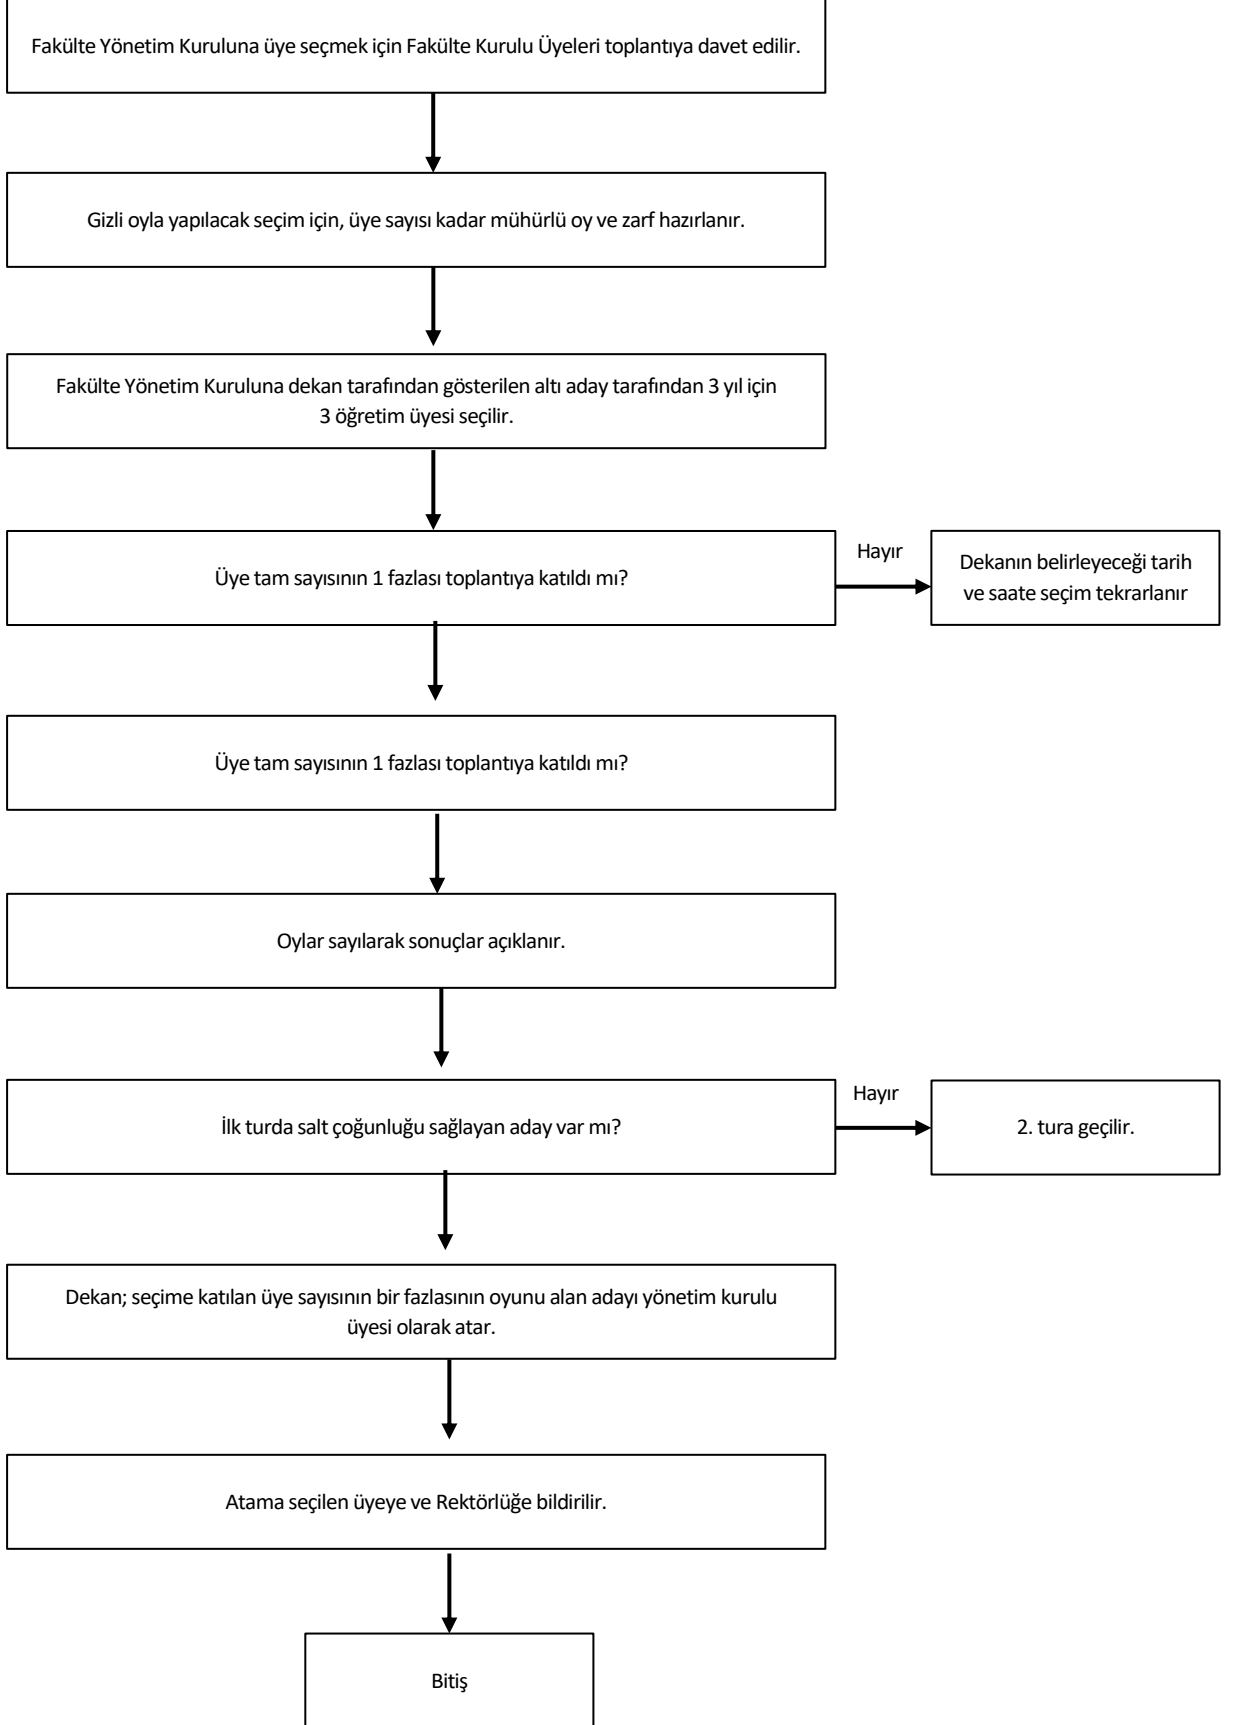 Fakülte Yönetim Kuruluna üye seçmek için Fakülte Kurulu Üyeleri toplantıya davet edilir.
Gizli oyla yapılacak seçim için, üye sayısı kadar mühürlü oy ve zarf hazırlanır.
Fakülte Yönetim Kuruluna dekan tarafından gösterilen altı aday tarafından 3 yıl için
3 öğretim üyesi seçilir.
Üye tam sayısının 1 fazlası toplantıya katıldı mı?
Hayır
Dekanın belirleyeceği tarih
ve saate seçim tekrarlanır
Üye tam sayısının 1 fazlası toplantıya katıldı mı?
Oylar sayılarak sonuçlar açıklanır.
İlk turda salt çoğunluğu sağlayan aday var mı?
Hayır
2. tura geçilir.
Dekan; seçime katılan üye sayısının bir fazlasının oyunu alan adayı yönetim kurulu
üyesi olarak atar.
Atama seçilen üyeye ve Rektörlüğe bildirilir.
Bitiş